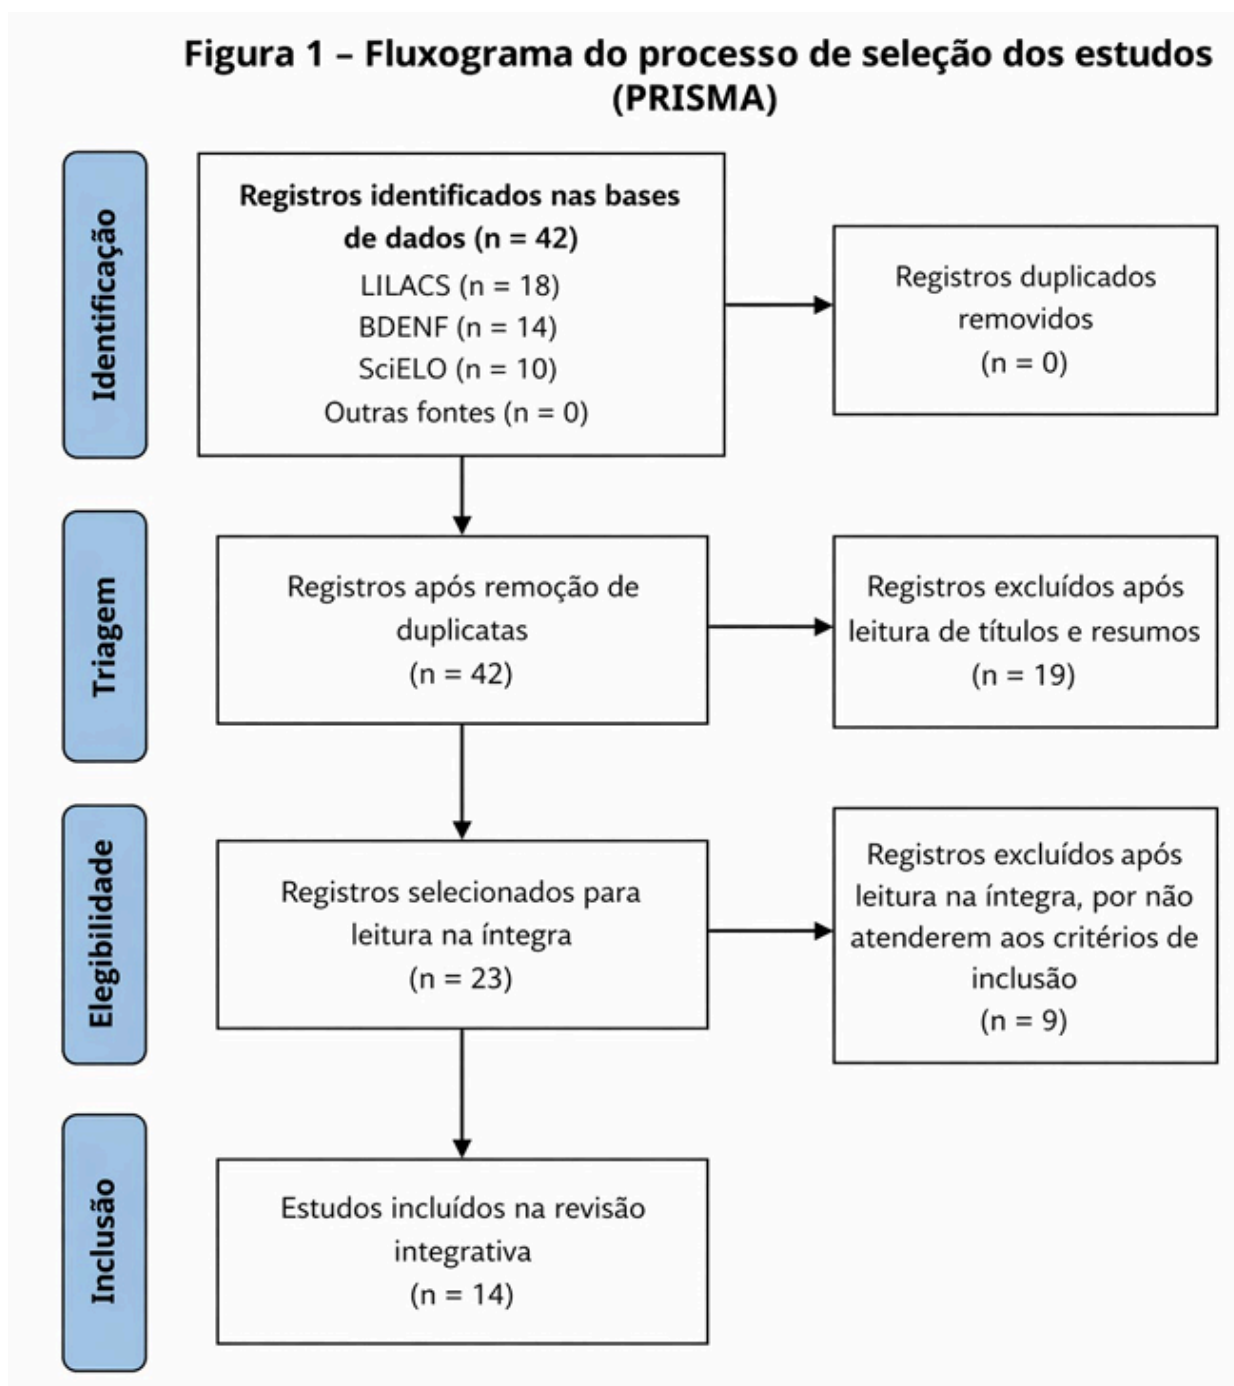 Figura 1 – Fluxograma do processo de seleção dos estudos
(PRISMA)
Identificação
Registros identificados nas bases
de dados (n = 42)
LILACS (n = 18)
BDENF (n = 14)
SciELO (n = 10)
Outras fontes (n = 0)
Registros duplicados
removidos
(n = 0)
Triagem
Registros após remoção de
duplicatas
(n = 42)
Registros excluídos após
leitura de títulos e resumos
(n = 19)
Elegibilidade
Registros selecionados para
leitura na íntegra
(n = 23)
Registros excluídos após
leitura na íntegra, por não
atenderem aos critérios de
inclusão
(n = 9)
Inclusão
Estudos incluídos na revisão
integrativa
(n = 14)